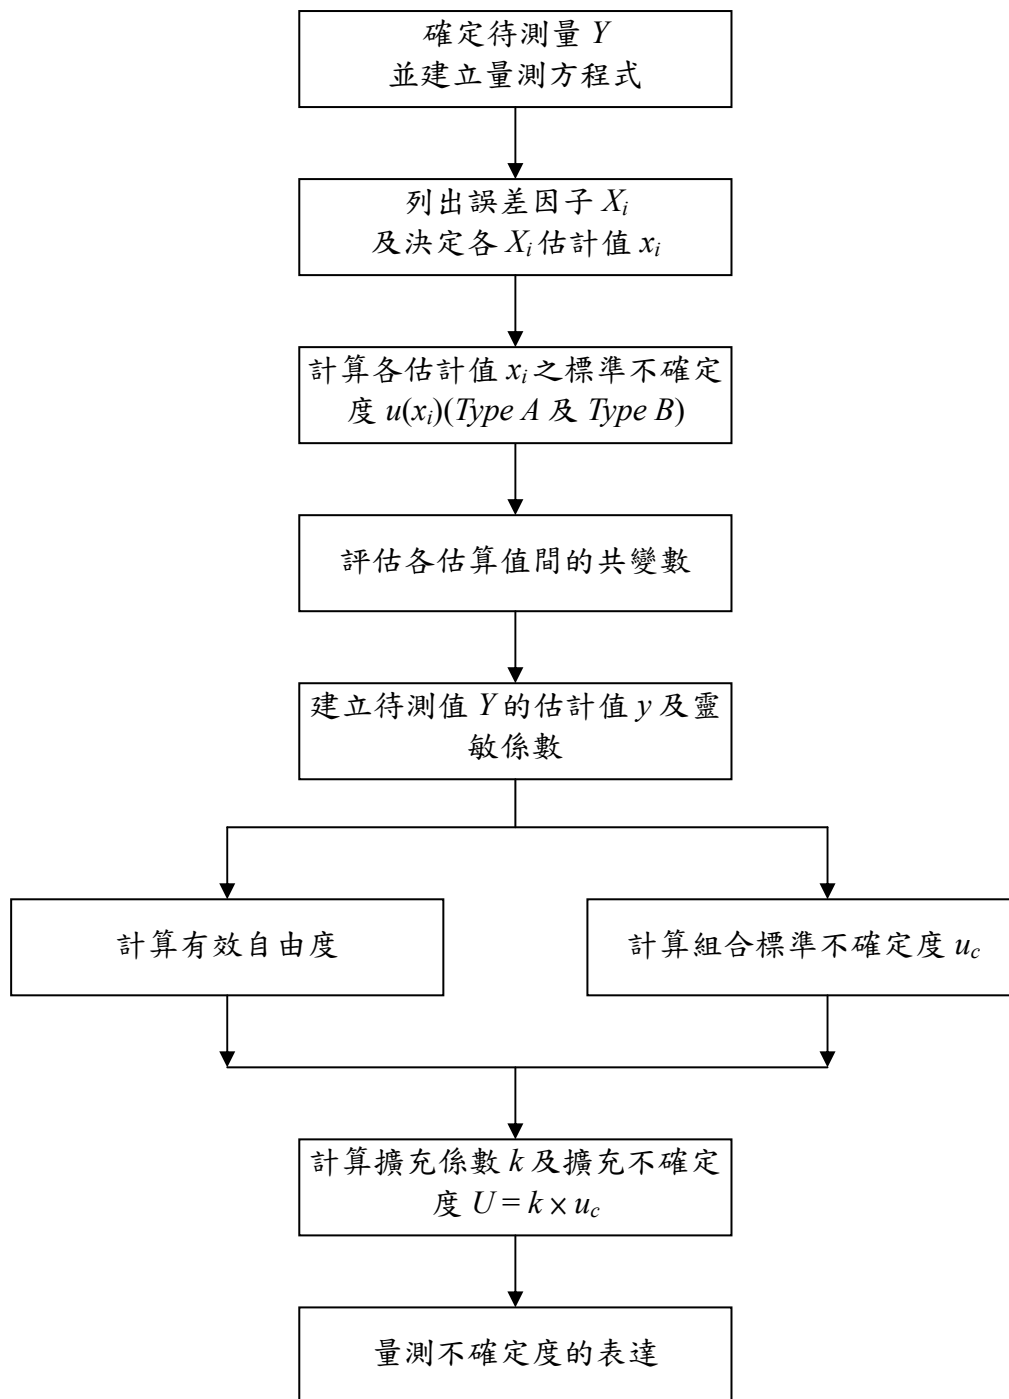 確定待測量 Y
並建立量測方程式
列出誤差因子 Xi
及決定各 Xi 估計值 xi
計算各估計值 xi 之標準不確定
度 u(xi)(Type A 及 Type B)
評估各估算值間的共變數
建立待測值 Y 的估計值 y 及靈
敏係數
計算有效自由度
計算組合標準不確定度 uc
計算擴充係數 k 及擴充不確定
度 U = k × uc
量測不確定度的表達